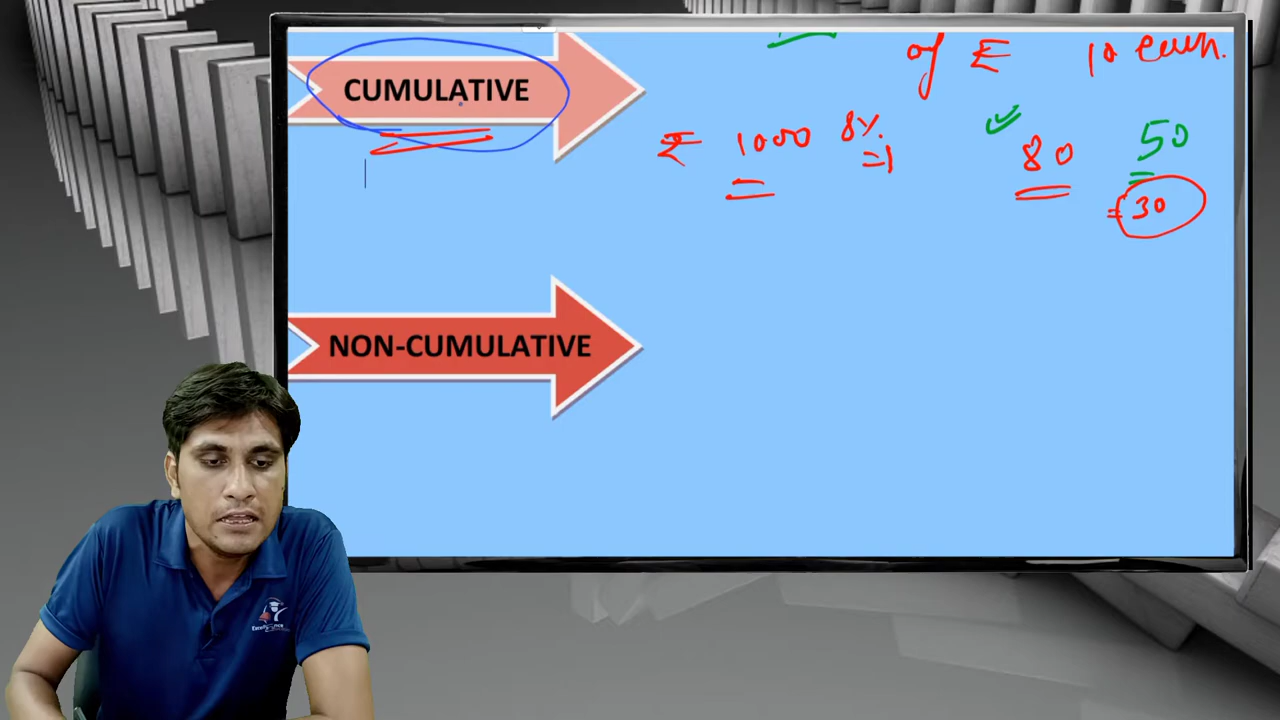 of ₹ 10 each.
CUMULATIVE
₹ 1000 8%. 80 50
= 30
NON-CUMULATIVE